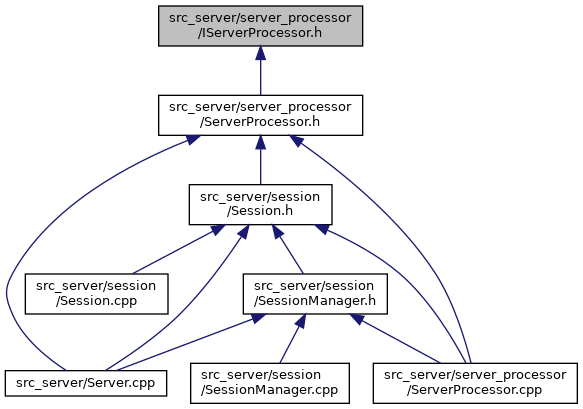 src_server/server_processor
/IServerProcessor.h
src_server/server_processor
/ServerProcessor.h
src_server/session
/Session.h
src_server/session
/Session.cpp
src_server/session
/SessionManager.h
src_server/Server.cpp
src_server/session
/SessionManager.cpp
src_server/server_processor
/ServerProcessor.cpp